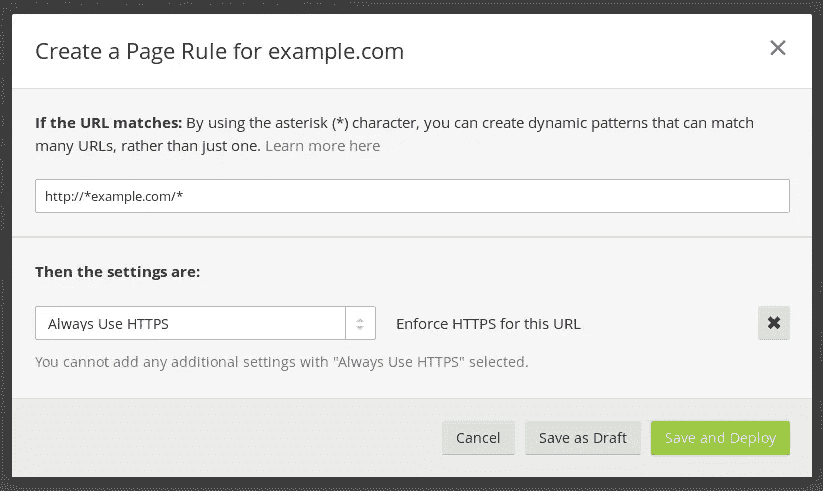 Create a Page Rule for example.com
If the URL matches: By using the asterisk (*) character, you can create dynamic patterns that can match
many URLs, rather than just one. Learn more here
http://*example.com/*
Then the settings are:
Always Use HTTPS Enforce HTTPS for this URL
You cannot add any additional settings with "Always Use HTTPS" selected.
Cancel Save as Draft Save and Deploy